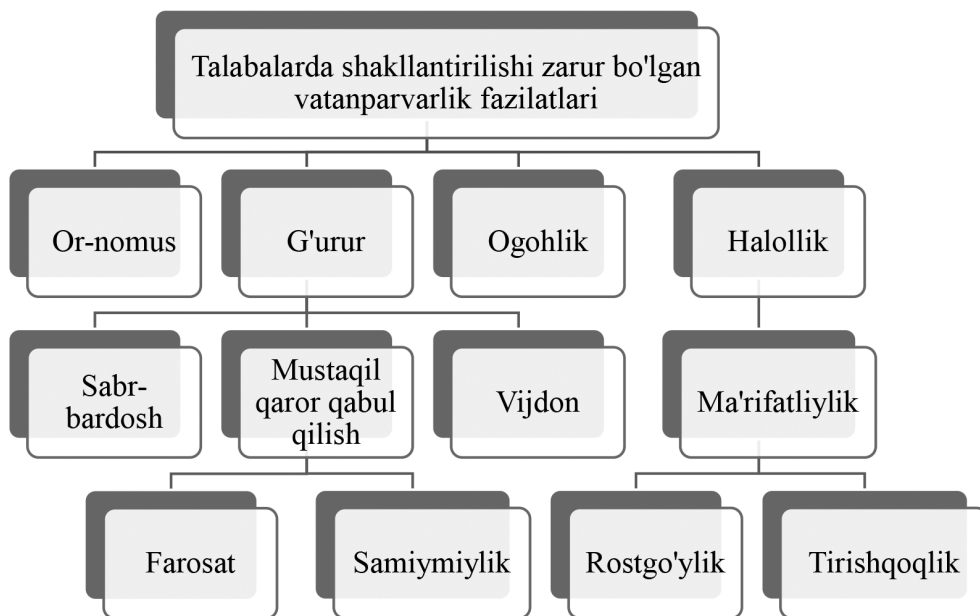 Talabalarda shakllantirilishi zarur bo'lgan
vatanparvarlik fazilatlari
Or-nomus
G'urur
Ogohlik
Halollik
Sabr-
bardosh
Mustaqil
qaror qabul
qilish
Vijdon
Ma'rifatliylik
Farosat
Samiymiylik
Rostgo'ylik
Tirishqoqlik